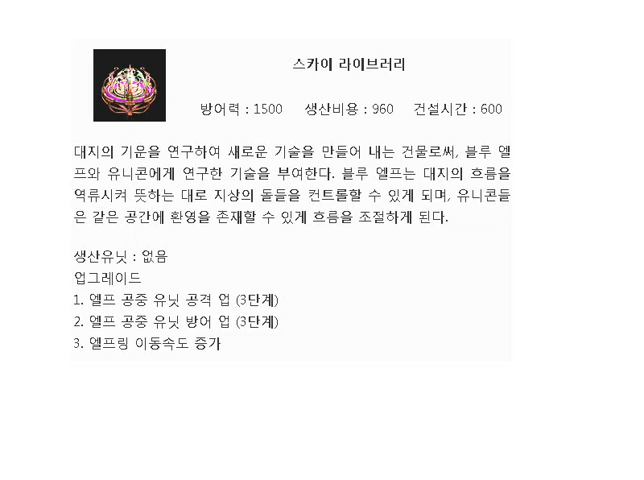 스카이 라이브러리
방어력 : 1500 생산비용 : 960 건설시간 : 600
대지의 기운을 연구하여 새로운 기술을 만들어 내는 건물로써, 블루 엘
프와 유니콘에게 연구한 기술을 부여한다. 블루 엘프는 대지의 흐름을
역류시켜 뜻하는 대로 지상의 돌들을 컨트롤할 수 있게 되며, 유니콘들
은 같은 공간에 환영을 존재할 수 있게 흐름을 조절하게 된다.
생산유닛 : 없음
업그레이드
1. 엘프 공중 유닛 공격 업 (3단계)
2. 엘프 공중 유닛 방어 업 (3단계)
3. 엘프링 이동속도 증가